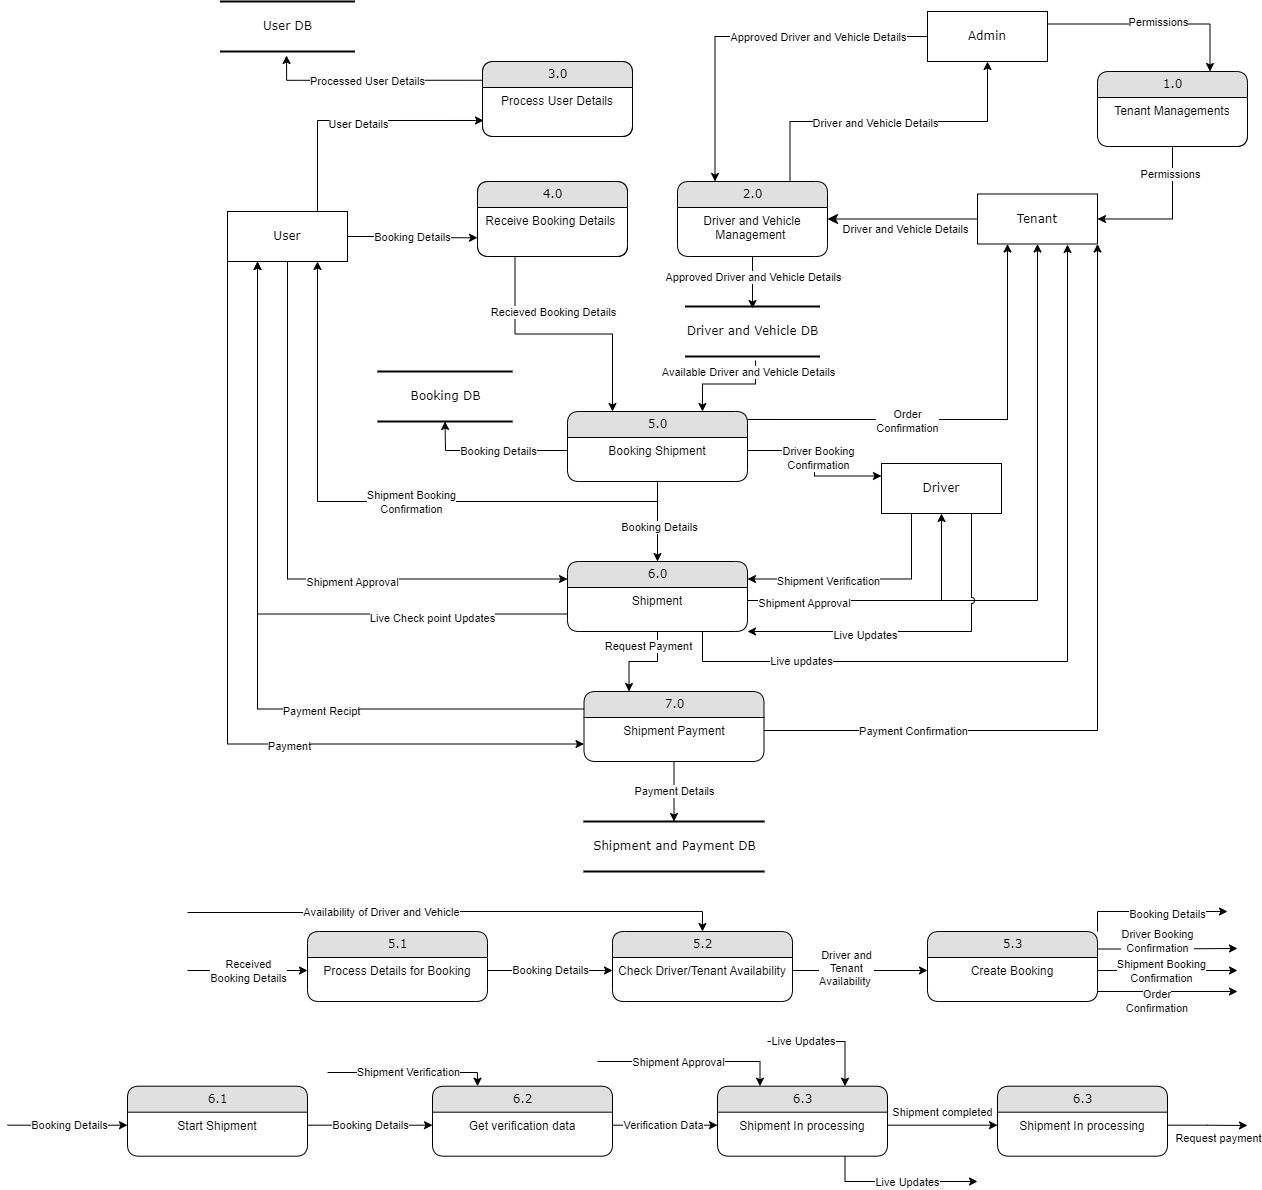 User DB
Admin
Permissions
Approved Driver and Vehicle Details
3.0
Process User Details
Processed User Details
1.0
Tenant Managements
User Details
Driver and Vehicle Details
Permissions
4.0
Receive Booking Details
2.0
Driver and Vehicle
Management
Tenant
Driver and Vehicle Details
User
Booking Details
Approved Driver and Vehicle Details
Recieved Booking Details
Driver and Vehicle DB
Available Driver and Vehicle Details
Booking DB
5.0
Booking Shipment
Order
Confirmation
Booking Details
Driver Booking
Confirmation
Driver
Shipment Booking
Confirmation
Booking Details
6.0
Shipment
Shipment Approval
Shipment Verification
Shipment Approval
Live Check point Updates
Live Updates
Request Payment
Live updates
7.0
Shipment Payment
Payment Recipt
Payment Confirmation
Payment
Payment Details
Shipment and Payment DB
Availability of Driver and Vehicle
Received
Booking Details
5.1
Process Details for Booking
Booking Details
5.2
Check Driver/Tenant Availability
Driver and
Tenant
Availability
5.3
Create Booking
Booking Details
Driver Booking
Confirmation
Shipment Booking
Confirmation
Order
Confirmation
Live Updates
Shipment Approval
Shipment Verification
Booking Details
6.1
Start Shipment
Booking Details
6.2
Get verification data
Verification Data
6.3
Shipment In processing
Shipment completed
6.3
Shipment In processing
Request payment
Live Updates